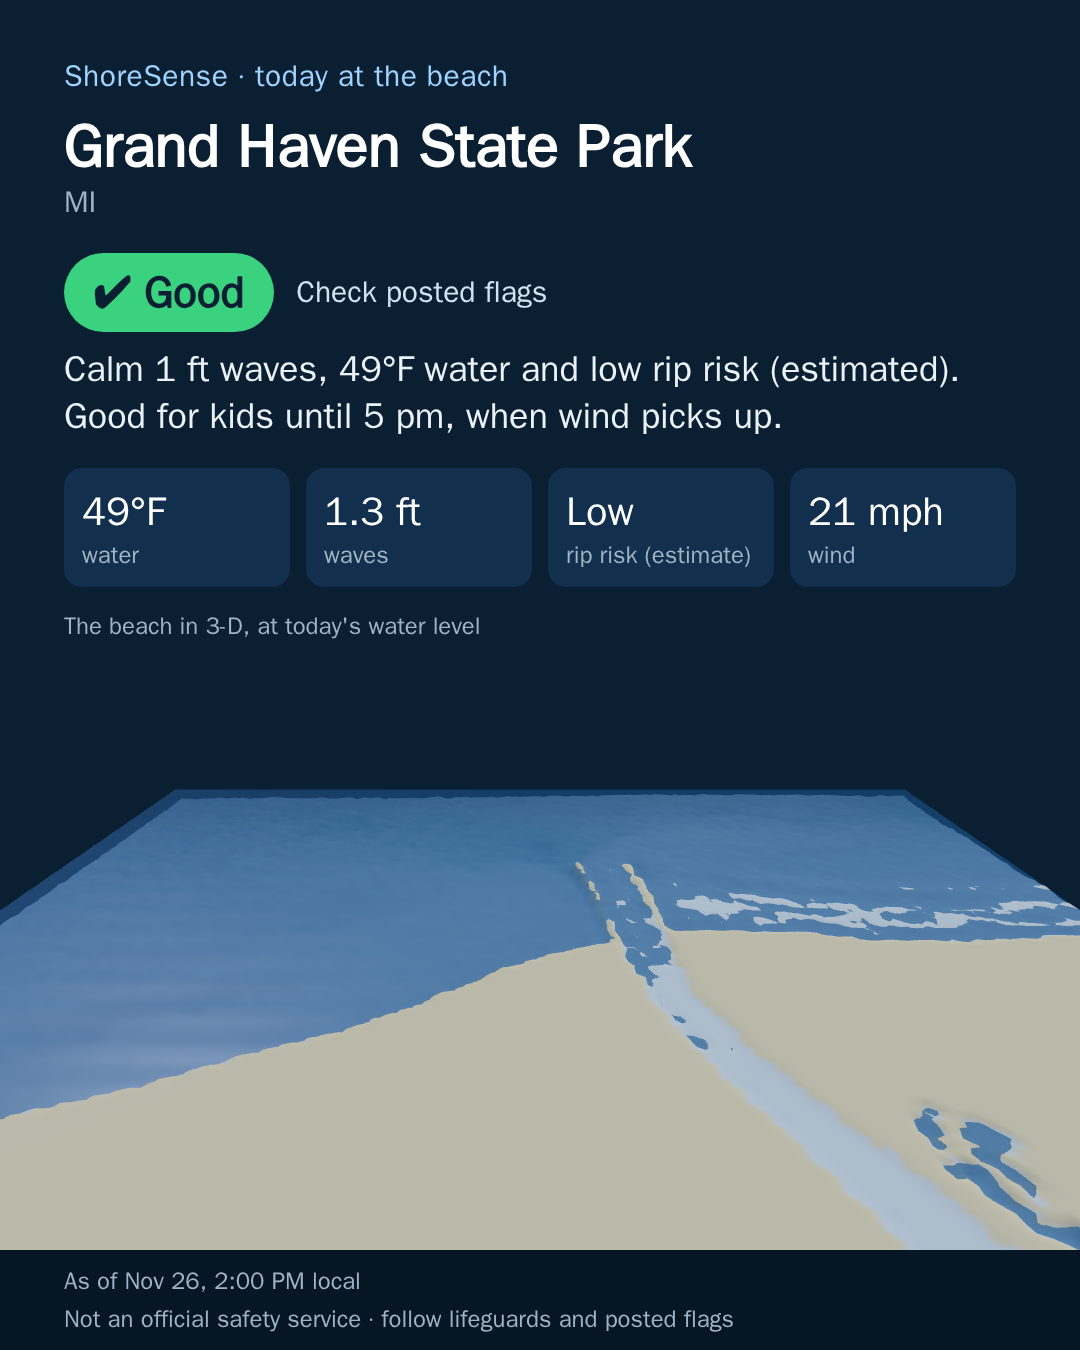 ShoreSense · today at the beach
Grand Haven State Park
MI
✔ Good
Check posted flags
Calm 1 ft waves, 49°F water and low rip risk (estimated).
Good for kids until 5 pm, when wind picks up.
49°F
water
1.3 ft
waves
Low
rip risk (estimate)
21 mph
wind
The beach in 3-D, at today's water level
As of Nov 26, 2:00 PM local
Not an official safety service · follow lifeguards and posted flags